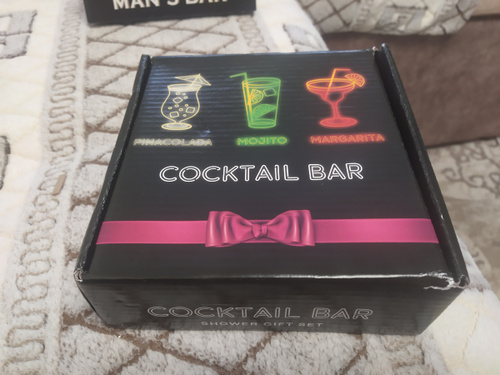 MAN'S BAR
PINACOLADA MOJITO MARGARITA
COCKTAIL BAR
COCKTAIL BAR
SHOWER GIFT SET